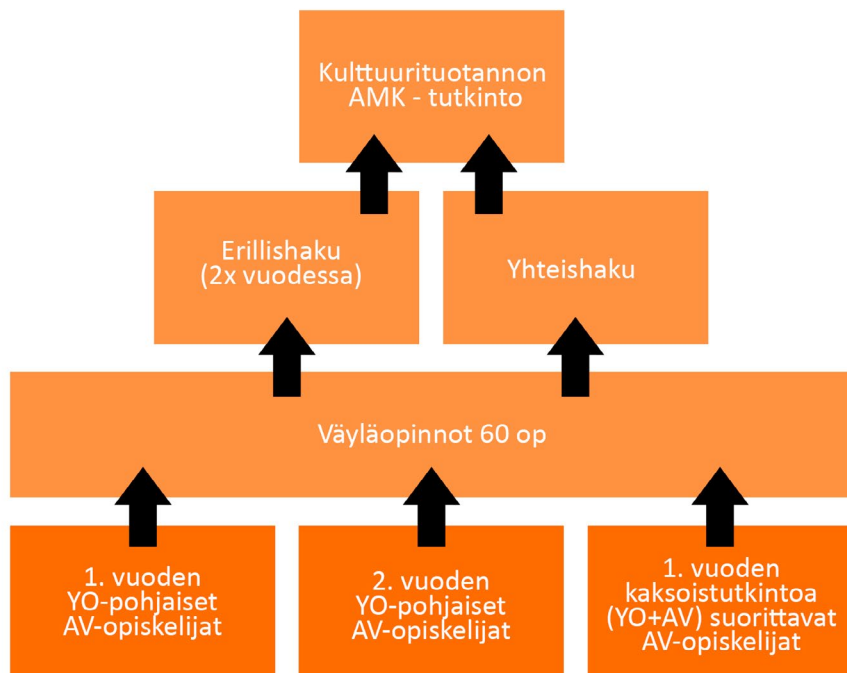 Kulttuurituotannon
AMK - tutkinto
Erillishaku
(2x vuodessa)
Yhteishaku
Väyläopinnot 60 op
1. vuoden
YO-pohjaiset
AV-opiskelijat
2. vuoden
YO-pohjaiset
AV-opiskelijat
1. vuoden
kaksoistutkintoa
(YO+AV) suorittavat
AV-opiskelijat